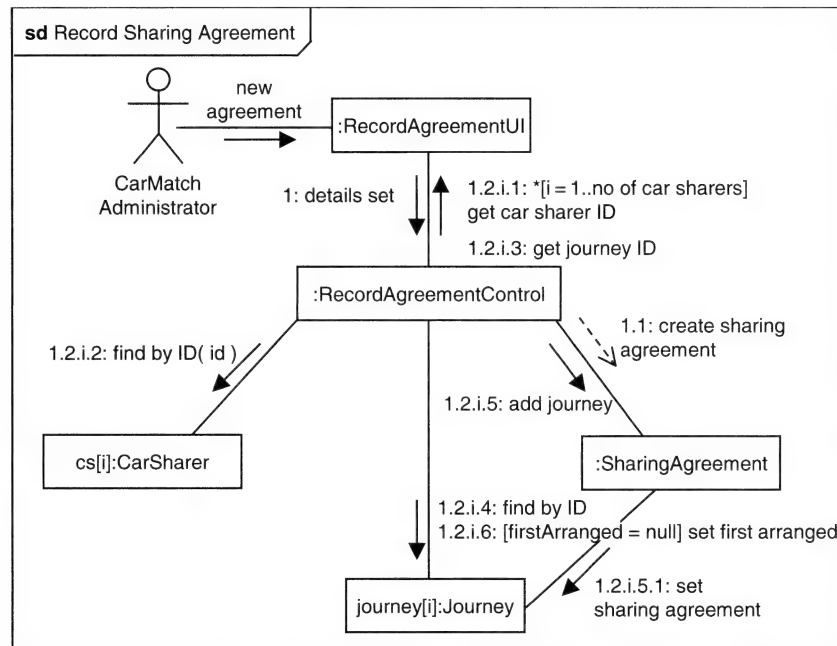 sd Record Sharing Agreement
new
agreement
:RecordAgreementUI
CarMatch
Administrator
1: details set
1.2.i.1: *[i = 1..no of car sharers]
get car sharer ID
1.2.i.3: get journey ID
:RecordAgreementControl
1.1: create sharing
agreement
1.2.i.2: find by ID( id )
1.2.i.5: add journey
cs[i]:CarSharer
:SharingAgreement
1.2.i.4: find by ID
1.2.i.6: [firstArranged = null] set first arranged
1.2.i.5.1: set
sharing agreement
journey[i]:Journey